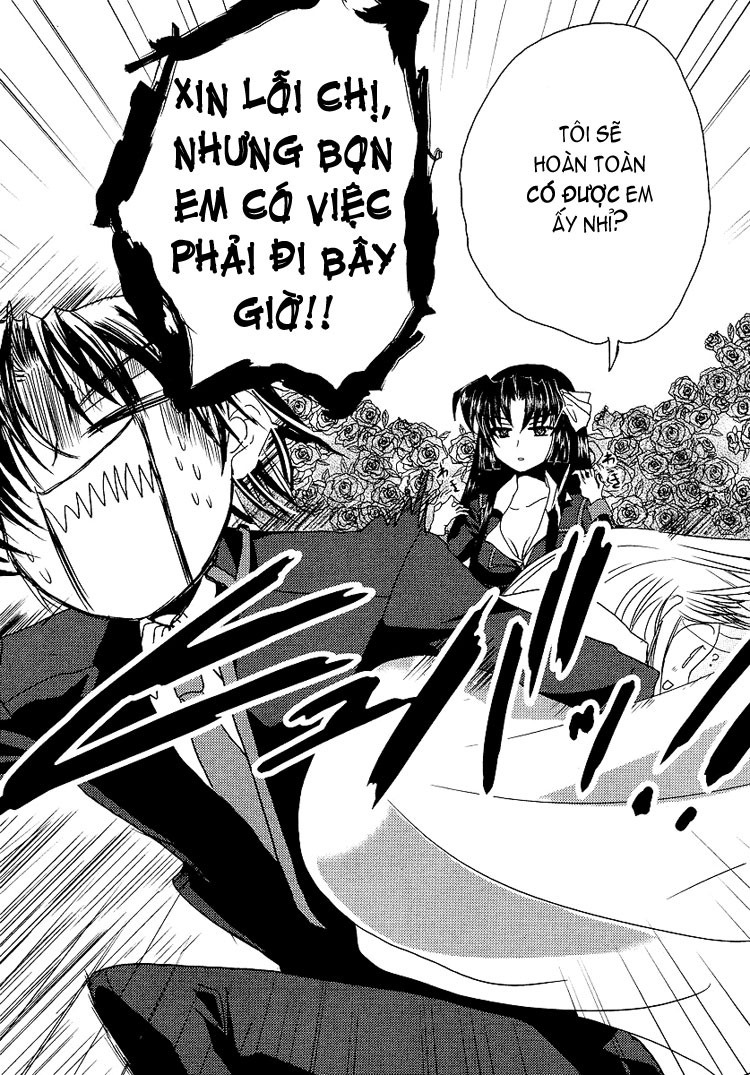 TÔI SẼ
HOÀN TOÀN
CÓ ĐƯỢC EM
ẤY NHỈ?
XIN LỖI CHỊ,
NHƯNG BỌN
EM CÓ VIỆC
PHẢI ĐI BÂY
GIỜ!!